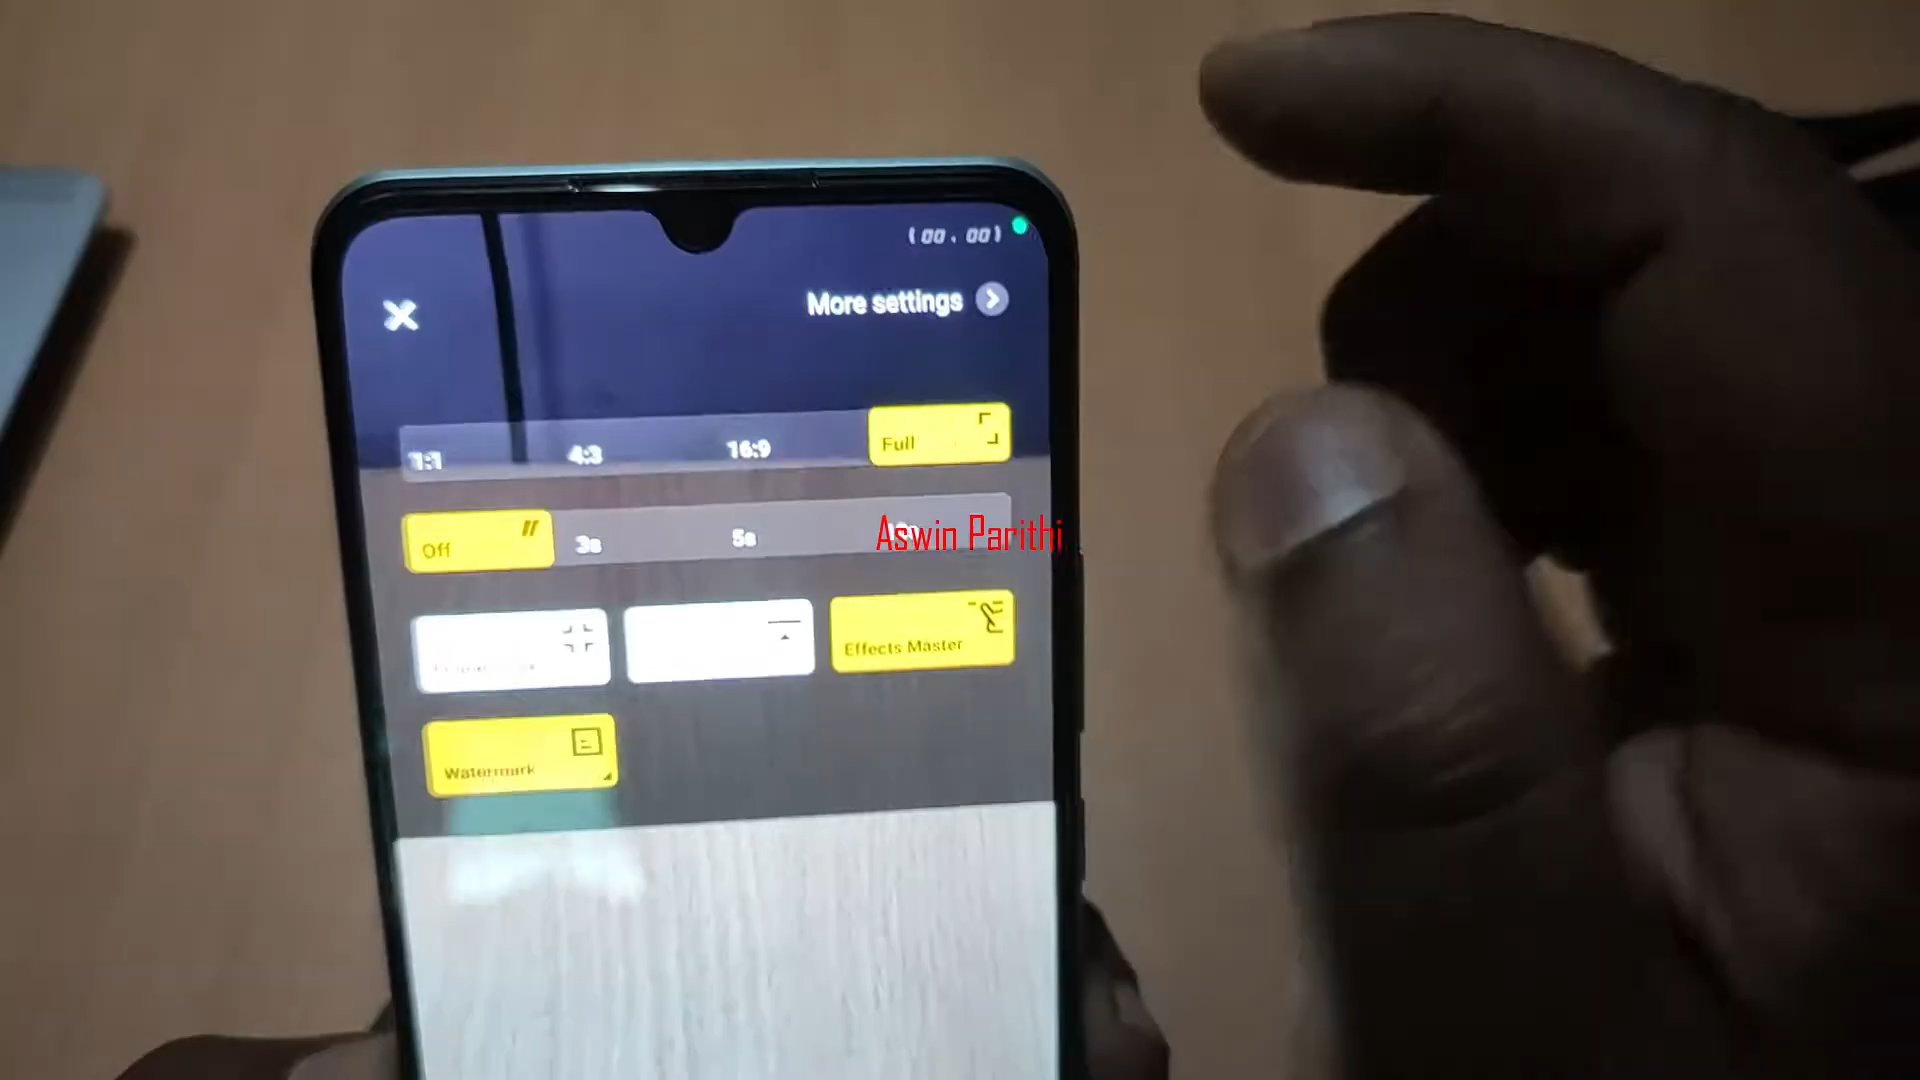 (00.00)
More settings
1:1 4:3 16:9 Full
Off 3s 5s
Aswin Parithi
Effects Master
Watermark